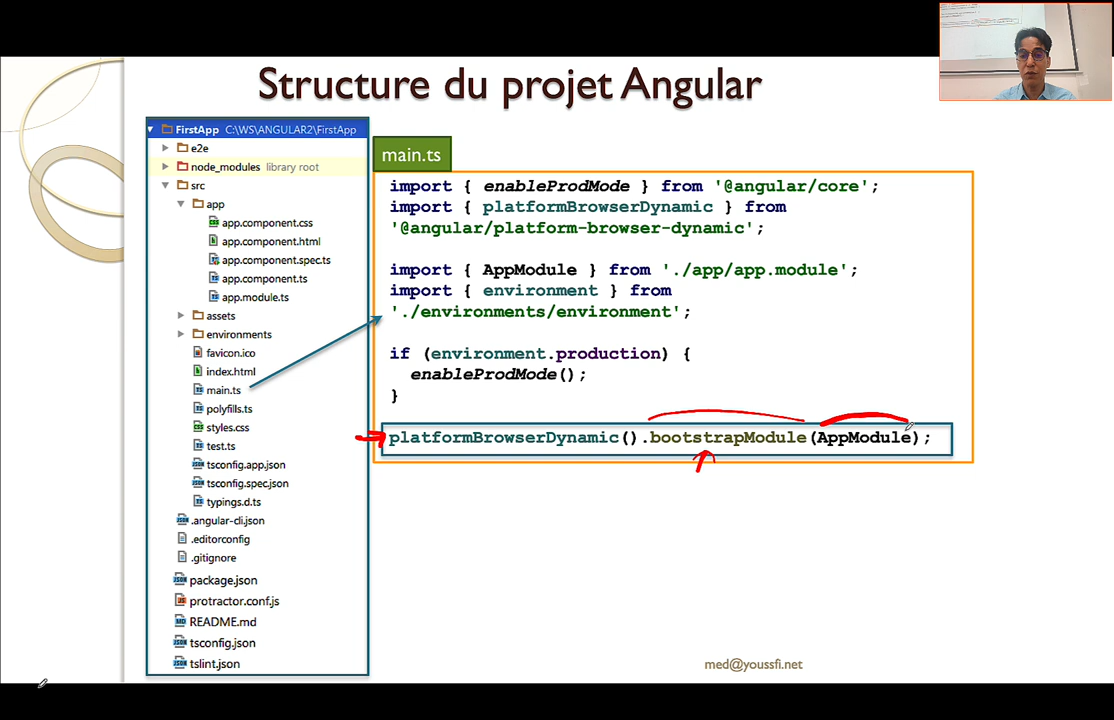 Structure du projet Angular
FirstApp C:\WS\ANGULAR2\FirstApp
e2e
node_modules library root
src
app
app.component.css
app.component.html
app.component.spec.ts
app.component.ts
app.module.ts
assets
environments
favicon.ico
index.html
main.ts
polyfills.ts
styles.css
test.ts
tsconfig.app.json
tsconfig.spec.json
typings.d.ts
.angular-cli.json
.editorconfig
.gitignore
package.json
protractor.conf.js
README.md
tsconfig.json
tslint.json
main.ts
import { enableProdMode } from '@angular/core';
import { platformBrowserDynamic } from
'@angular/platform-browser-dynamic';
import { AppModule } from './app/app.module';
import { environment } from
'./environments/environment';
if (environment.production) {
enableProdMode();
}
platformBrowserDynamic().bootstrapModule(AppModule);
med@youssfi.net